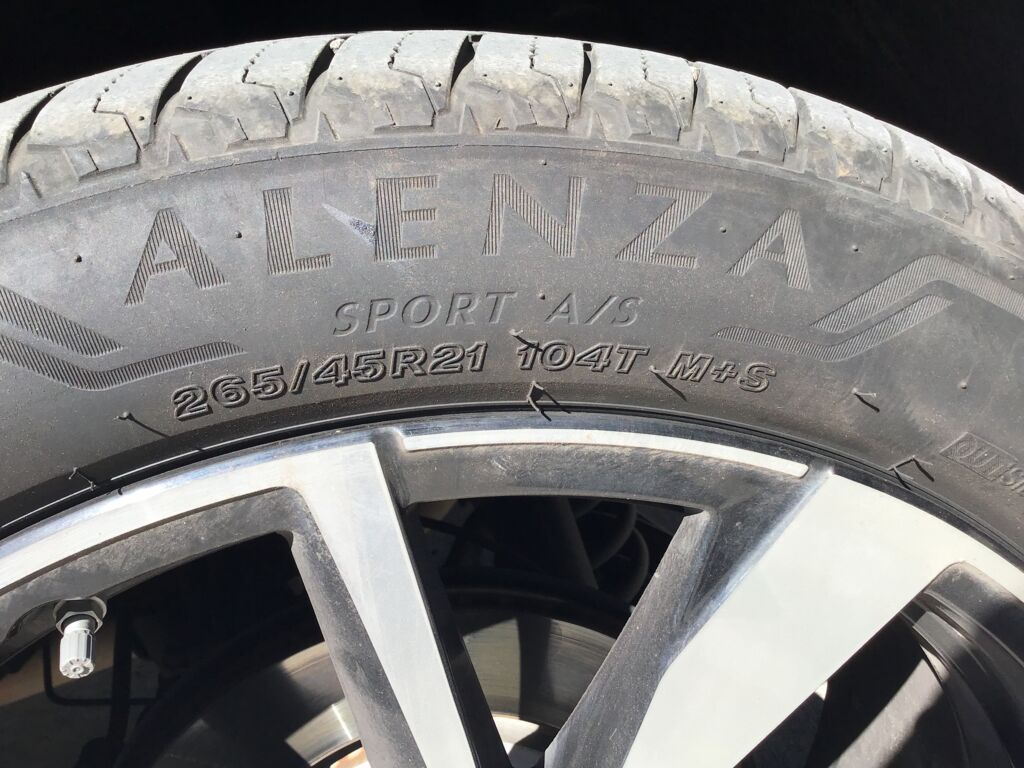 ALENZA
SPORT A/S
265/45R21 104T M+S